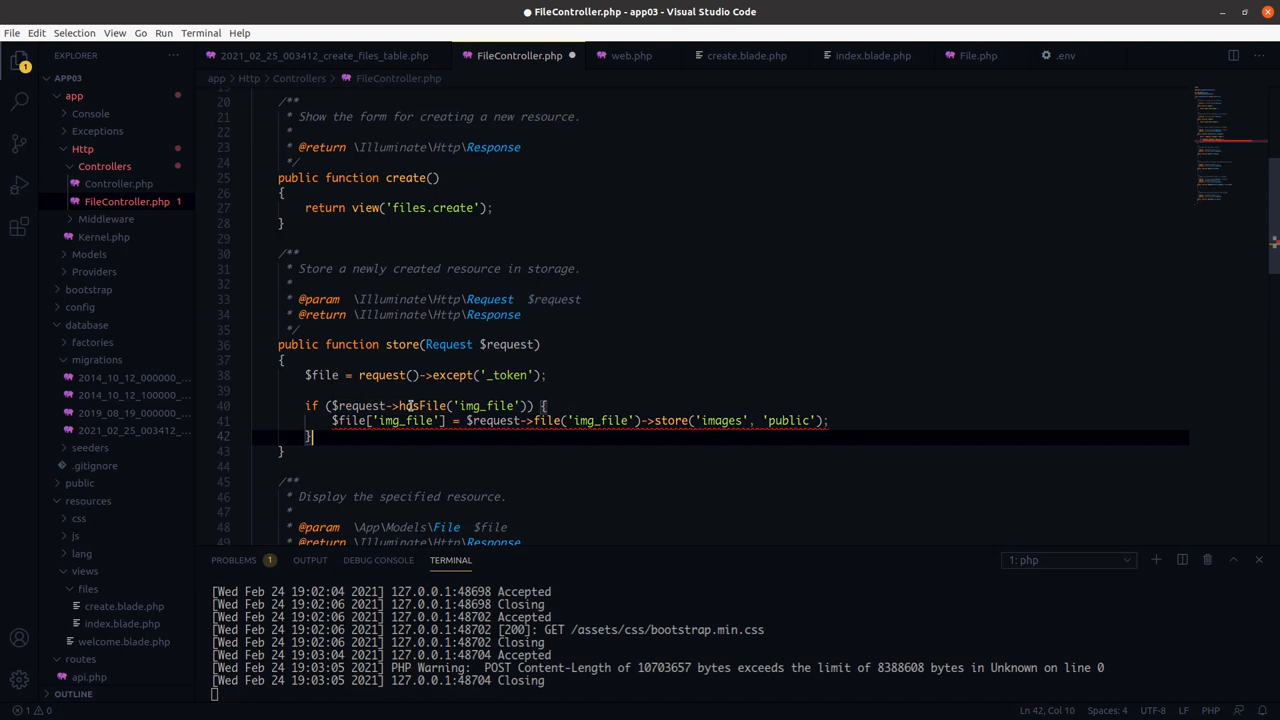 FileController.php - app03 - Visual Studio Code
File Edit Selection View Go Run Terminal Help
EXPLORER
2021_02_25_003412_create_files_table.php
FileController.php
web.php
create.blade.php
index.blade.php
File.php
.env
APP03
app
Console
Exceptions
Http
Controllers
Controller.php
FileController.php 1
Middleware
Kernel.php
Models
Providers
bootstrap
config
database
factories
migrations
2014_10_12_000000_...
2014_10_12_100000_...
2019_08_19_000000_...
2021_02_25_003412_...
seeders
.gitignore
public
resources
css
js
lang
views
files
create.blade.php
index.blade.php
welcome.blade.php
routes
api.php
OUTLINE
app > Http > Controllers > FileController.php
20 /**
21 * Show the form for creating a new resource.
22 *
23 * @return \Illuminate\Http\Response
24 */
25 public function create()
26 {
27 return view('files.create');
28 }
29
30 /**
31 * Store a newly created resource in storage.
32 *
33 * @param \Illuminate\Http\Request $request
34 * @return \Illuminate\Http\Response
35 */
36 public function store(Request $request)
37 {
38 $file = request()->except('_token');
39
40 if ($request->hasFile('img_file')) {
41 $file['img_file'] = $request->file('img_file')->store('images', 'public');
42 }
43 }
44
45 /**
46 * Display the specified resource.
47 *
48 * @param \App\Models\File $file
49 * @return \Illuminate\Http\Response
PROBLEMS 1 OUTPUT DEBUG CONSOLE TERMINAL 1: php
[Wed Feb 24 19:02:04 2021] 127.0.0.1:48698 Accepted
[Wed Feb 24 19:02:06 2021] 127.0.0.1:48698 Closing
[Wed Feb 24 19:02:06 2021] 127.0.0.1:48702 Accepted
[Wed Feb 24 19:02:06 2021] 127.0.0.1:48702 [200]: GET /assets/css/bootstrap.min.css
[Wed Feb 24 19:02:06 2021] 127.0.0.1:48702 Closing
[Wed Feb 24 19:03:05 2021] 127.0.0.1:48704 Accepted
[Wed Feb 24 19:03:05 2021] PHP Warning: POST Content-Length of 10703657 bytes exceeds the limit of 8388608 bytes in Unknown on line 0
[Wed Feb 24 19:03:05 2021] 127.0.0.1:48704 Closing
1 0 Ln 42, Col 10 Spaces: 4 UTF-8 LF PHP